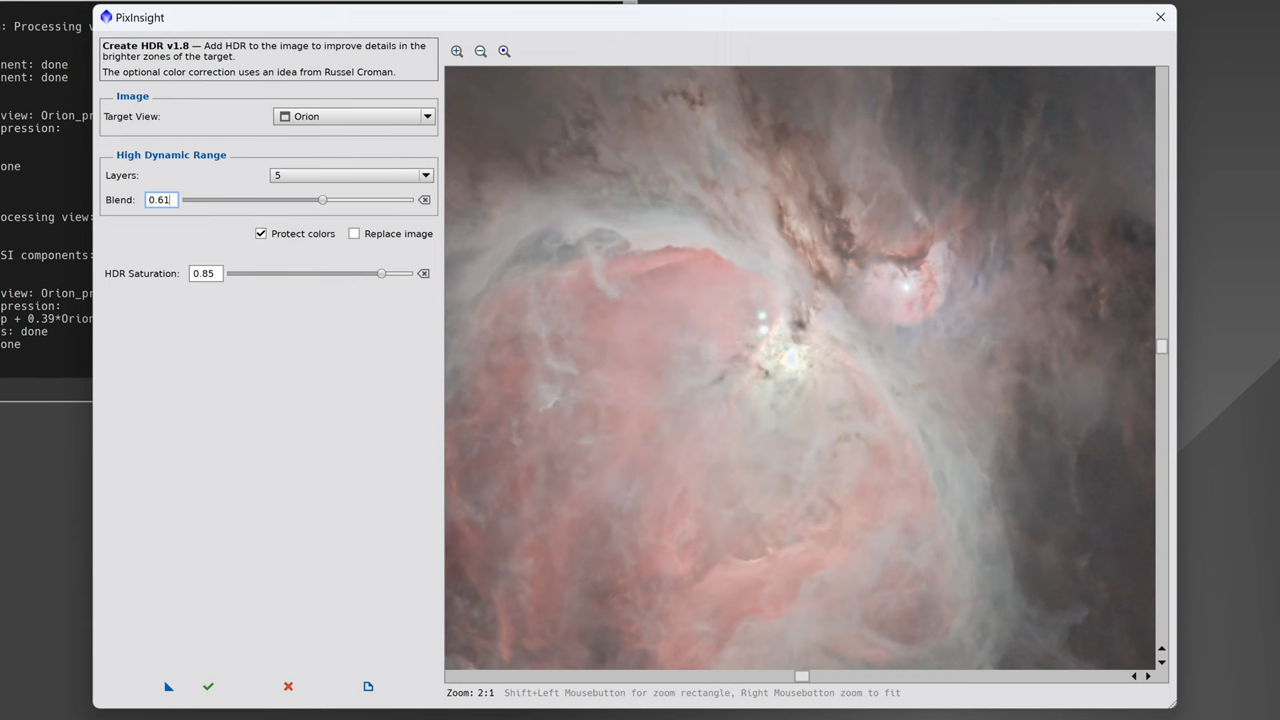 PixInsight
: Processing v
Create HDR v1.8 — Add HDR to the image to improve details in the
brighter zones of the target.
The optional color correction uses an idea from Russel Croman.
nent: done
nent: done
Image
view: Orion_pr
Target View:
Orion
pression:
High Dynamic Range
one
Layers:
5
Blend:
0.61
ocessing view:
Protect colors
Replace image
SI components:
HDR Saturation:
0.85
view: Orion_pr
pression:
p + 0.39*Orion
s: done
one
Zoom: 2:1 Shift+Left Mousebutton for zoom rectangle, Right Mousebotton zoom to fit